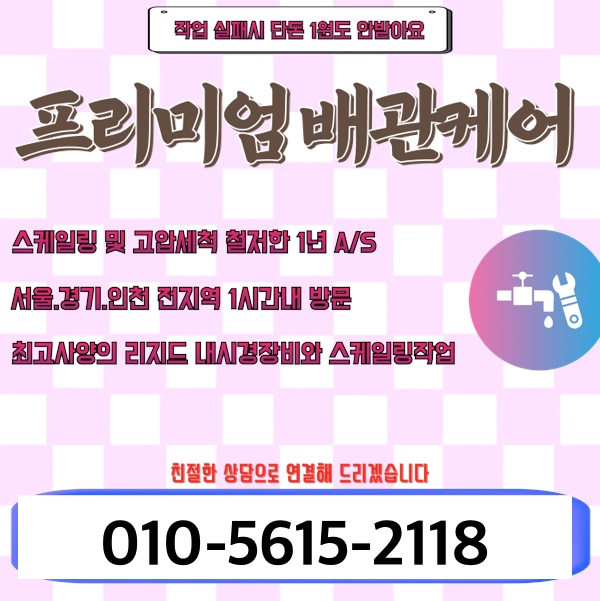 작업 실패시 단돈 1원도 안받아요
프리미엄 배관케어
스케일링 및 고압세척 철저한 1년 A/S
서울.경기.인천 전지역 1시간내 방문
최고사양의 리지드 내시경장비와 스케일링작업
친절한 상담으로 연결해 드리겠습니다
010-5615-2118